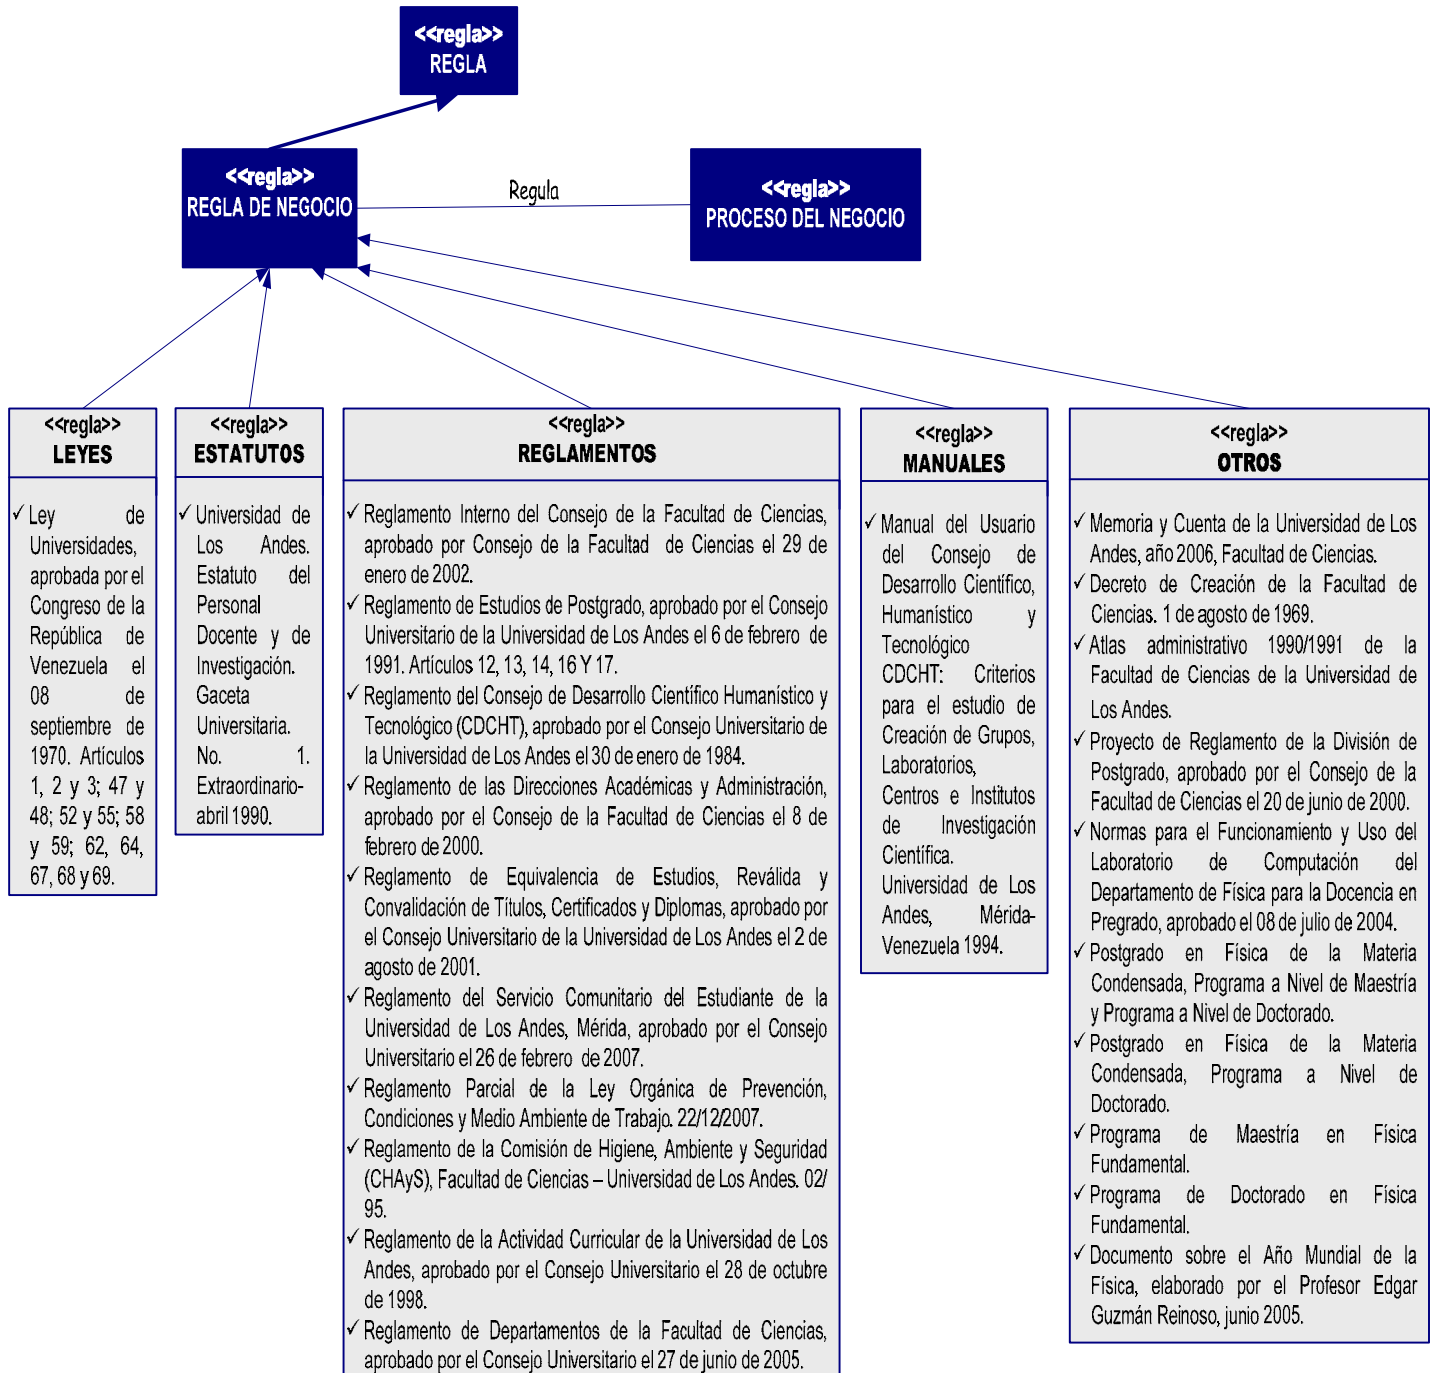 <<regla>>
REGLA
<<regla>>
REGLA DE NEGOCIO
Regula
<<regla>>
PROCESO DEL NEGOCIO
<<regla>>
LEYES
✓ Ley de
Universidades,
aprobada por el
Congreso de la
República de
Venezuela el
08 de
septiembre de
1970. Artículos
1, 2 y 3; 47 y
48; 52 y 55; 58
y 59; 62, 64,
67, 68 y 69.
<<regla>>
ESTATUTOS
✓ Universidad de
Los Andes.
Estatuto del
Personal
Docente y de
Investigación.
Gaceta
Universitaria.
No. 1.
Extraordinario-
abril 1990.
<<regla>>
REGLAMENTOS
✓ Reglamento Interno del Consejo de la Facultad de Ciencias,
aprobado por Consejo de la Facultad de Ciencias el 29 de
enero de 2002.
✓ Reglamento de Estudios de Postgrado, aprobado por el Consejo
Universitario de la Universidad de Los Andes el 6 de febrero de
1991. Artículos 12, 13, 14, 16 Y 17.
✓ Reglamento del Consejo de Desarrollo Científico Humanístico y
Tecnológico (CDCHT), aprobado por el Consejo Universitario de
la Universidad de Los Andes el 30 de enero de 1984.
✓ Reglamento de las Direcciones Académicas y Administración,
aprobado por el Consejo de la Facultad de Ciencias el 8 de
febrero de 2000.
✓ Reglamento de Equivalencia de Estudios, Reválida y
Convalidación de Títulos, Certificados y Diplomas, aprobado por
el Consejo Universitario de la Universidad de Los Andes el 2 de
agosto de 2001.
✓ Reglamento del Servicio Comunitario del Estudiante de la
Universidad de Los Andes, Mérida, aprobado por el Consejo
Universitario el 26 de febrero de 2007.
✓ Reglamento Parcial de la Ley Orgánica de Prevención,
Condiciones y Medio Ambiente de Trabajo. 22/12/2007.
✓ Reglamento de la Comisión de Higiene, Ambiente y Seguridad
(CHAyS), Facultad de Ciencias – Universidad de Los Andes. 02/
95.
✓ Reglamento de la Actividad Curricular de la Universidad de Los
Andes, aprobado por el Consejo Universitario el 28 de octubre
de 1998.
✓ Reglamento de Departamentos de la Facultad de Ciencias,
aprobado por el Consejo Universitario el 27 de junio de 2005.
<<regla>>
MANUALES
✓ Manual del Usuario
del Consejo de
Desarrollo Científico,
Humanístico y
Tecnológico
CDCHT: Criterios
para el estudio de
Creación de Grupos,
Laboratorios,
Centros e Institutos
de Investigación
Científica.
Universidad de Los
Andes, Mérida-
Venezuela 1994.
<<regla>>
OTROS
✓ Memoria y Cuenta de la Universidad de Los
Andes, año 2006, Facultad de Ciencias.
✓ Decreto de Creación de la Facultad de
Ciencias. 1 de agosto de 1969.
✓ Atlas administrativo 1990/1991 de la
Facultad de Ciencias de la Universidad de
Los Andes.
✓ Proyecto de Reglamento de la División de
Postgrado, aprobado por el Consejo de la
Facultad de Ciencias el 20 de junio de 2000.
✓ Normas para el Funcionamiento y Uso del
Laboratorio de Computación del
Departamento de Física para la Docencia en
Pregrado, aprobado el 08 de julio de 2004.
✓ Postgrado en Física de la Materia
Condensada, Programa a Nivel de Maestría
y Programa a Nivel de Doctorado.
✓ Postgrado en Física de la Materia
Condensada, Programa a Nivel de
Doctorado.
✓ Programa de Maestría en Física
Fundamental.
✓ Programa de Doctorado en Física
Fundamental.
✓ Documento sobre el Año Mundial de la
Física, elaborado por el Profesor Edgar
Guzmán Reinoso, junio 2005.